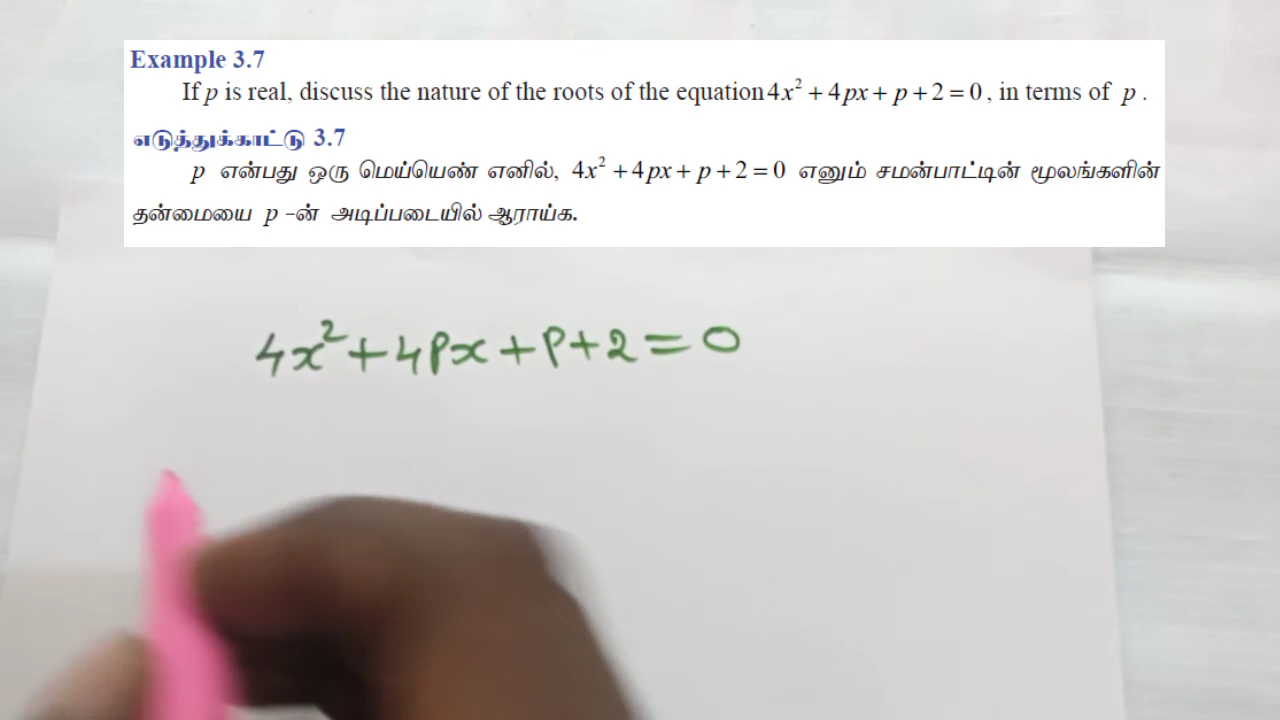 Example 3.7
If p is real, discuss the nature of the roots of the equation 4x² + 4px + p + 2 = 0, in terms of p.
எடுத்துக்காட்டு 3.7
p என்பது ஒரு மெய்யெண் எனில், 4x² + 4px + p + 2 = 0 எனும் சமன்பாட்டின் மூலங்களின்
தன்மையை p -ன் அடிப்படையில் ஆராய்க.
4x² + 4px + p + 2 = 0